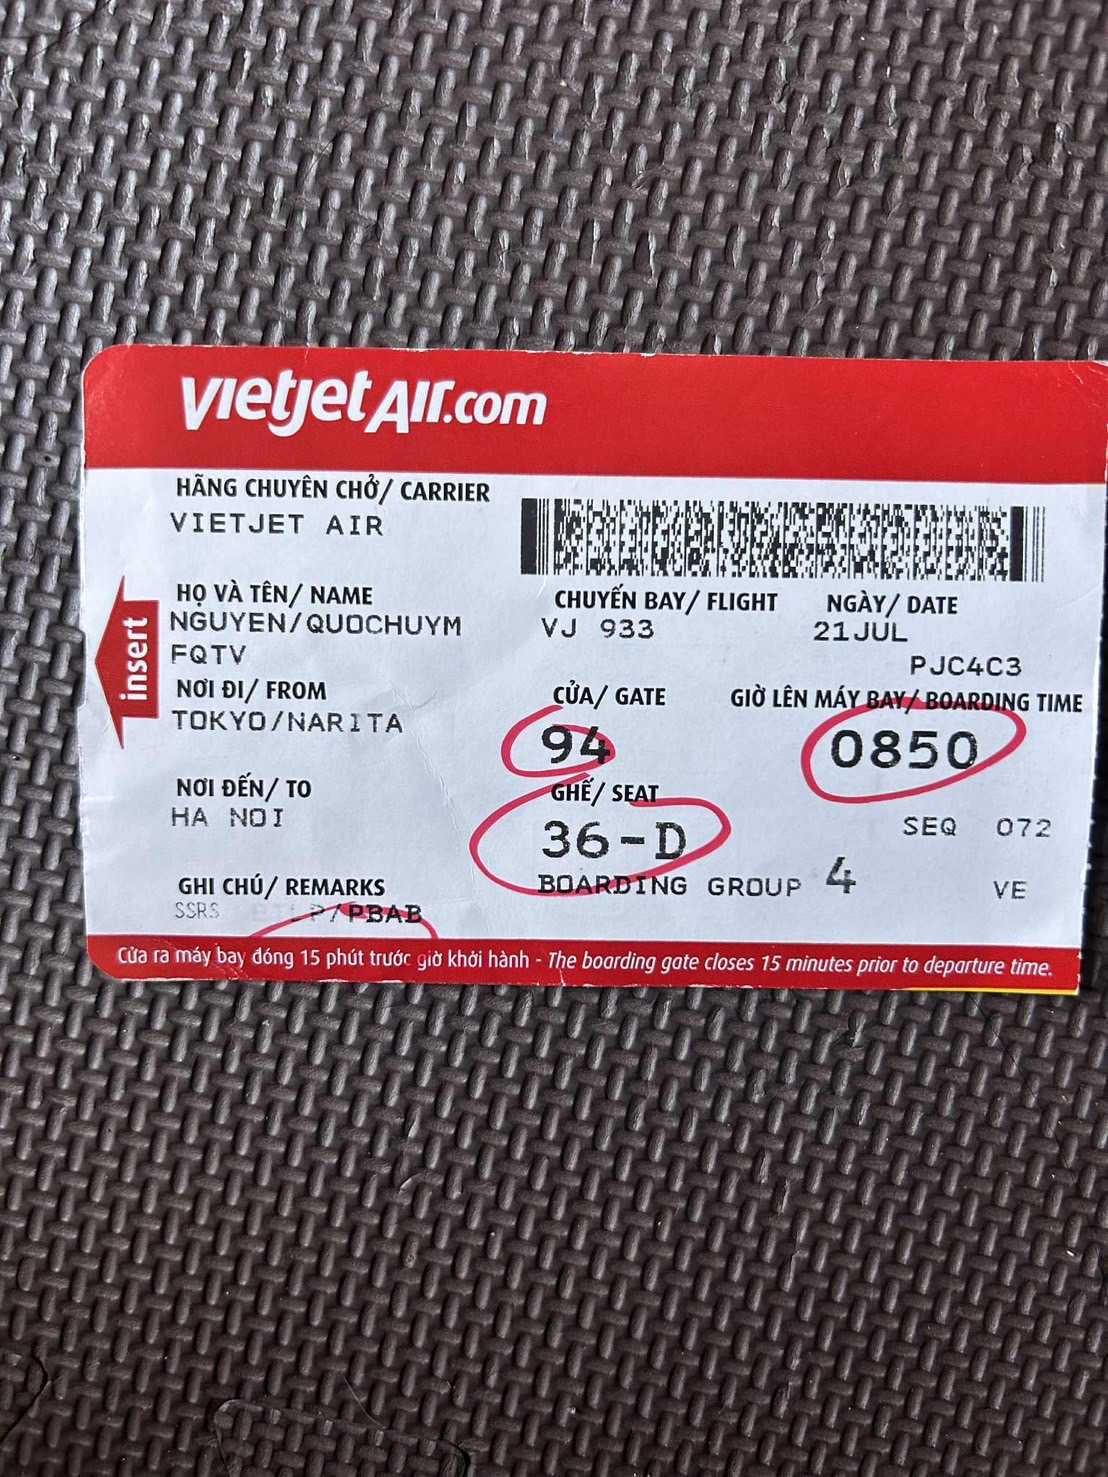 vietjetAir.com
HÃNG CHUYÊN CHỞ/ CARRIER
VIETJET AIR
HỌ VÀ TÊN/ NAME
NGUYEN/QUOCHUYM
FQTV
CHUYẾN BAY/ FLIGHT
VJ 933
NGÀY/ DATE
21JUL
PJC4C3
insert
NƠI ĐI/ FROM
TOKYO/NARITA
CỬA/ GATE
94
GIỜ LÊN MÁY BAY/ BOARDING TIME
0850
NƠI ĐẾN/ TO
HA NOI
GHẾ/ SEAT
36-D
SEQ 072
BOARDING GROUP 4
VE
GHI CHÚ/ REMARKS
SSRS P/PBAB
Cửa ra máy bay đóng 15 phút trước giờ khởi hành - The boarding gate closes 15 minutes prior to departure time.